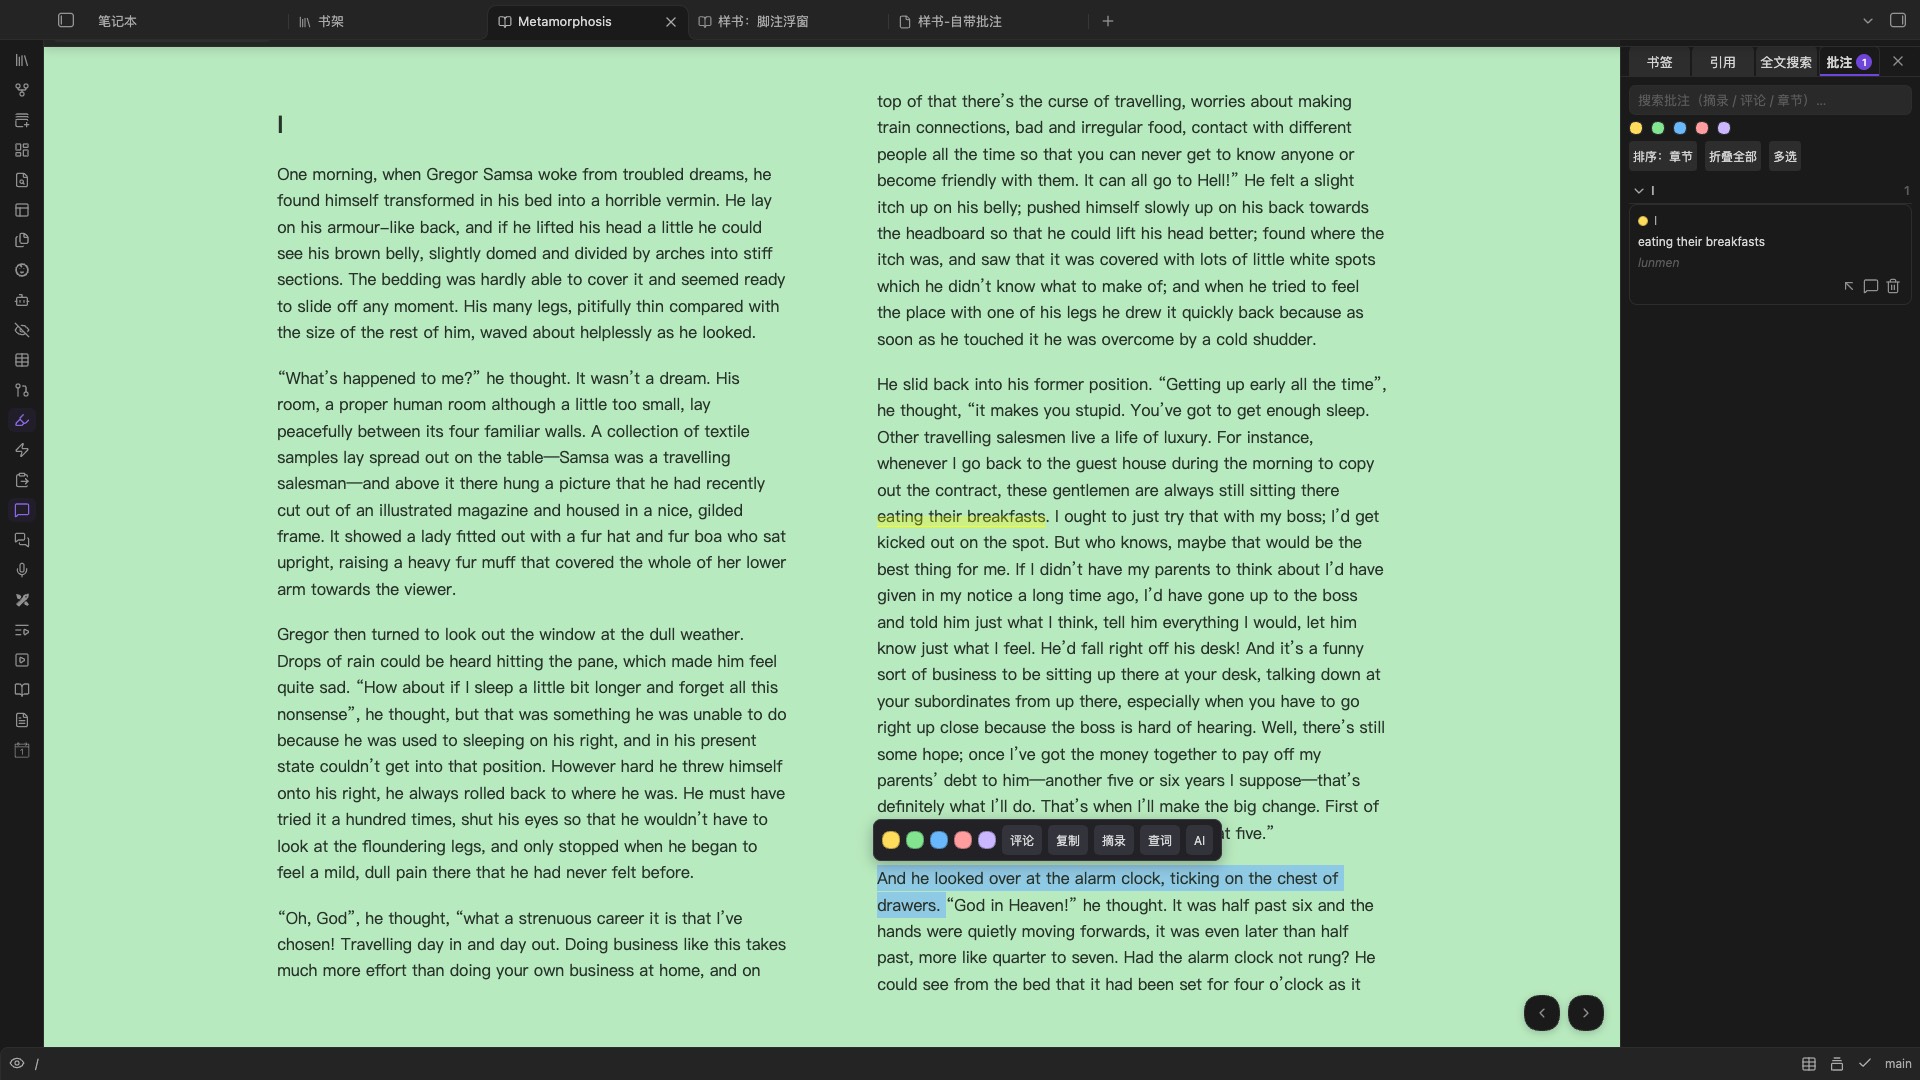 笔记本
书架
Metamorphosis
样书：脚注浮窗
样书-自带批注
I
One morning, when Gregor Samsa woke from troubled dreams, he
found himself transformed in his bed into a horrible vermin. He lay
on his armour-like back, and if he lifted his head a little he could
see his brown belly, slightly domed and divided by arches into stiff
sections. The bedding was hardly able to cover it and seemed ready
to slide off any moment. His many legs, pitifully thin compared with
the size of the rest of him, waved about helplessly as he looked.
“What’s happened to me?” he thought. It wasn’t a dream. His
room, a proper human room although a little too small, lay
peacefully between its four familiar walls. A collection of textile
samples lay spread out on the table—Samsa was a travelling
salesman—and above it there hung a picture that he had recently
cut out of an illustrated magazine and housed in a nice, gilded
frame. It showed a lady fitted out with a fur hat and fur boa who sat
upright, raising a heavy fur muff that covered the whole of her lower
arm towards the viewer.
Gregor then turned to look out the window at the dull weather.
Drops of rain could be heard hitting the pane, which made him feel
quite sad. “How about if I sleep a little bit longer and forget all this
nonsense”, he thought, but that was something he was unable to do
because he was used to sleeping on his right, and in his present
state couldn’t get into that position. However hard he threw himself
onto his right, he always rolled back to where he was. He must have
tried it a hundred times, shut his eyes so that he wouldn’t have to
look at the floundering legs, and only stopped when he began to
feel a mild, dull pain there that he had never felt before.
“Oh, God”, he thought, “what a strenuous career it is that I’ve
chosen! Travelling day in and day out. Doing business like this takes
much more effort than doing your own business at home, and on
top of that there’s the curse of travelling, worries about making
train connections, bad and irregular food, contact with different
people all the time so that you can never get to know anyone or
become friendly with them. It can all go to Hell!” He felt a slight
itch up on his belly; pushed himself slowly up on his back towards
the headboard so that he could lift his head better; found where the
itch was, and saw that it was covered with lots of little white spots
which he didn’t know what to make of; and when he tried to feel
the place with one of his legs he drew it quickly back because as
soon as he touched it he was overcome by a cold shudder.
He slid back into his former position. “Getting up early all the time”,
he thought, “it makes you stupid. You’ve got to get enough sleep.
Other travelling salesmen live a life of luxury. For instance,
whenever I go back to the guest house during the morning to copy
out the contract, these gentlemen are always still sitting there
eating their breakfasts. I ought to just try that with my boss; I’d get
kicked out on the spot. But who knows, maybe that would be the
best thing for me. If I didn’t have my parents to think about I’d have
given in my notice a long time ago, I’d have gone up to the boss
and told him just what I think, tell him everything I would, let him
know just what I feel. He’d fall right off his desk! And it’s a funny
sort of business to be sitting up there at your desk, talking down at
your subordinates from up there, especially when you have to go
right up close because the boss is hard of hearing. Well, there’s still
some hope; once I’ve got the money together to pay off my
parents’ debt to him—another five or six years I suppose—that’s
definitely what I’ll do. That’s when I’ll make the big change. First of
five.”
评论 复制 摘录 查词 AI
And he looked over at the alarm clock, ticking on the chest of
drawers. “God in Heaven!” he thought. It was half past six and the
hands were quietly moving forwards, it was even later than half
past, more like quarter to seven. Had the alarm clock not rung? He
could see from the bed that it had been set for four o’clock as it
书签 引用 全文搜索 批注 1
搜索批注（摘录 / 评论 / 章节）...
排序：章节 折叠全部 多选
I 1
I
eating their breakfasts
lunmen
/
main